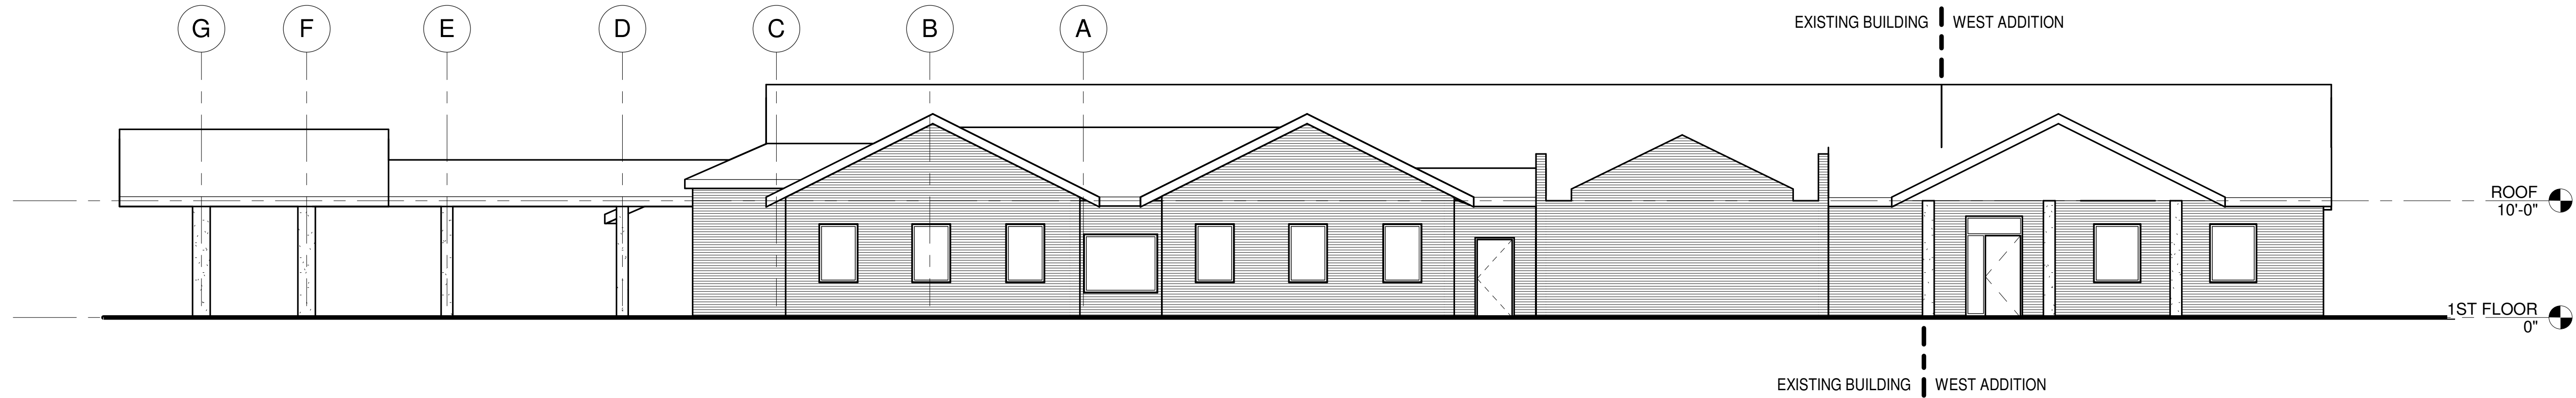 G F E D C B A
EXISTING BUILDING WEST ADDITION
ROOF
10'-0"
1ST FLOOR
0"
EXISTING BUILDING WEST ADDITION